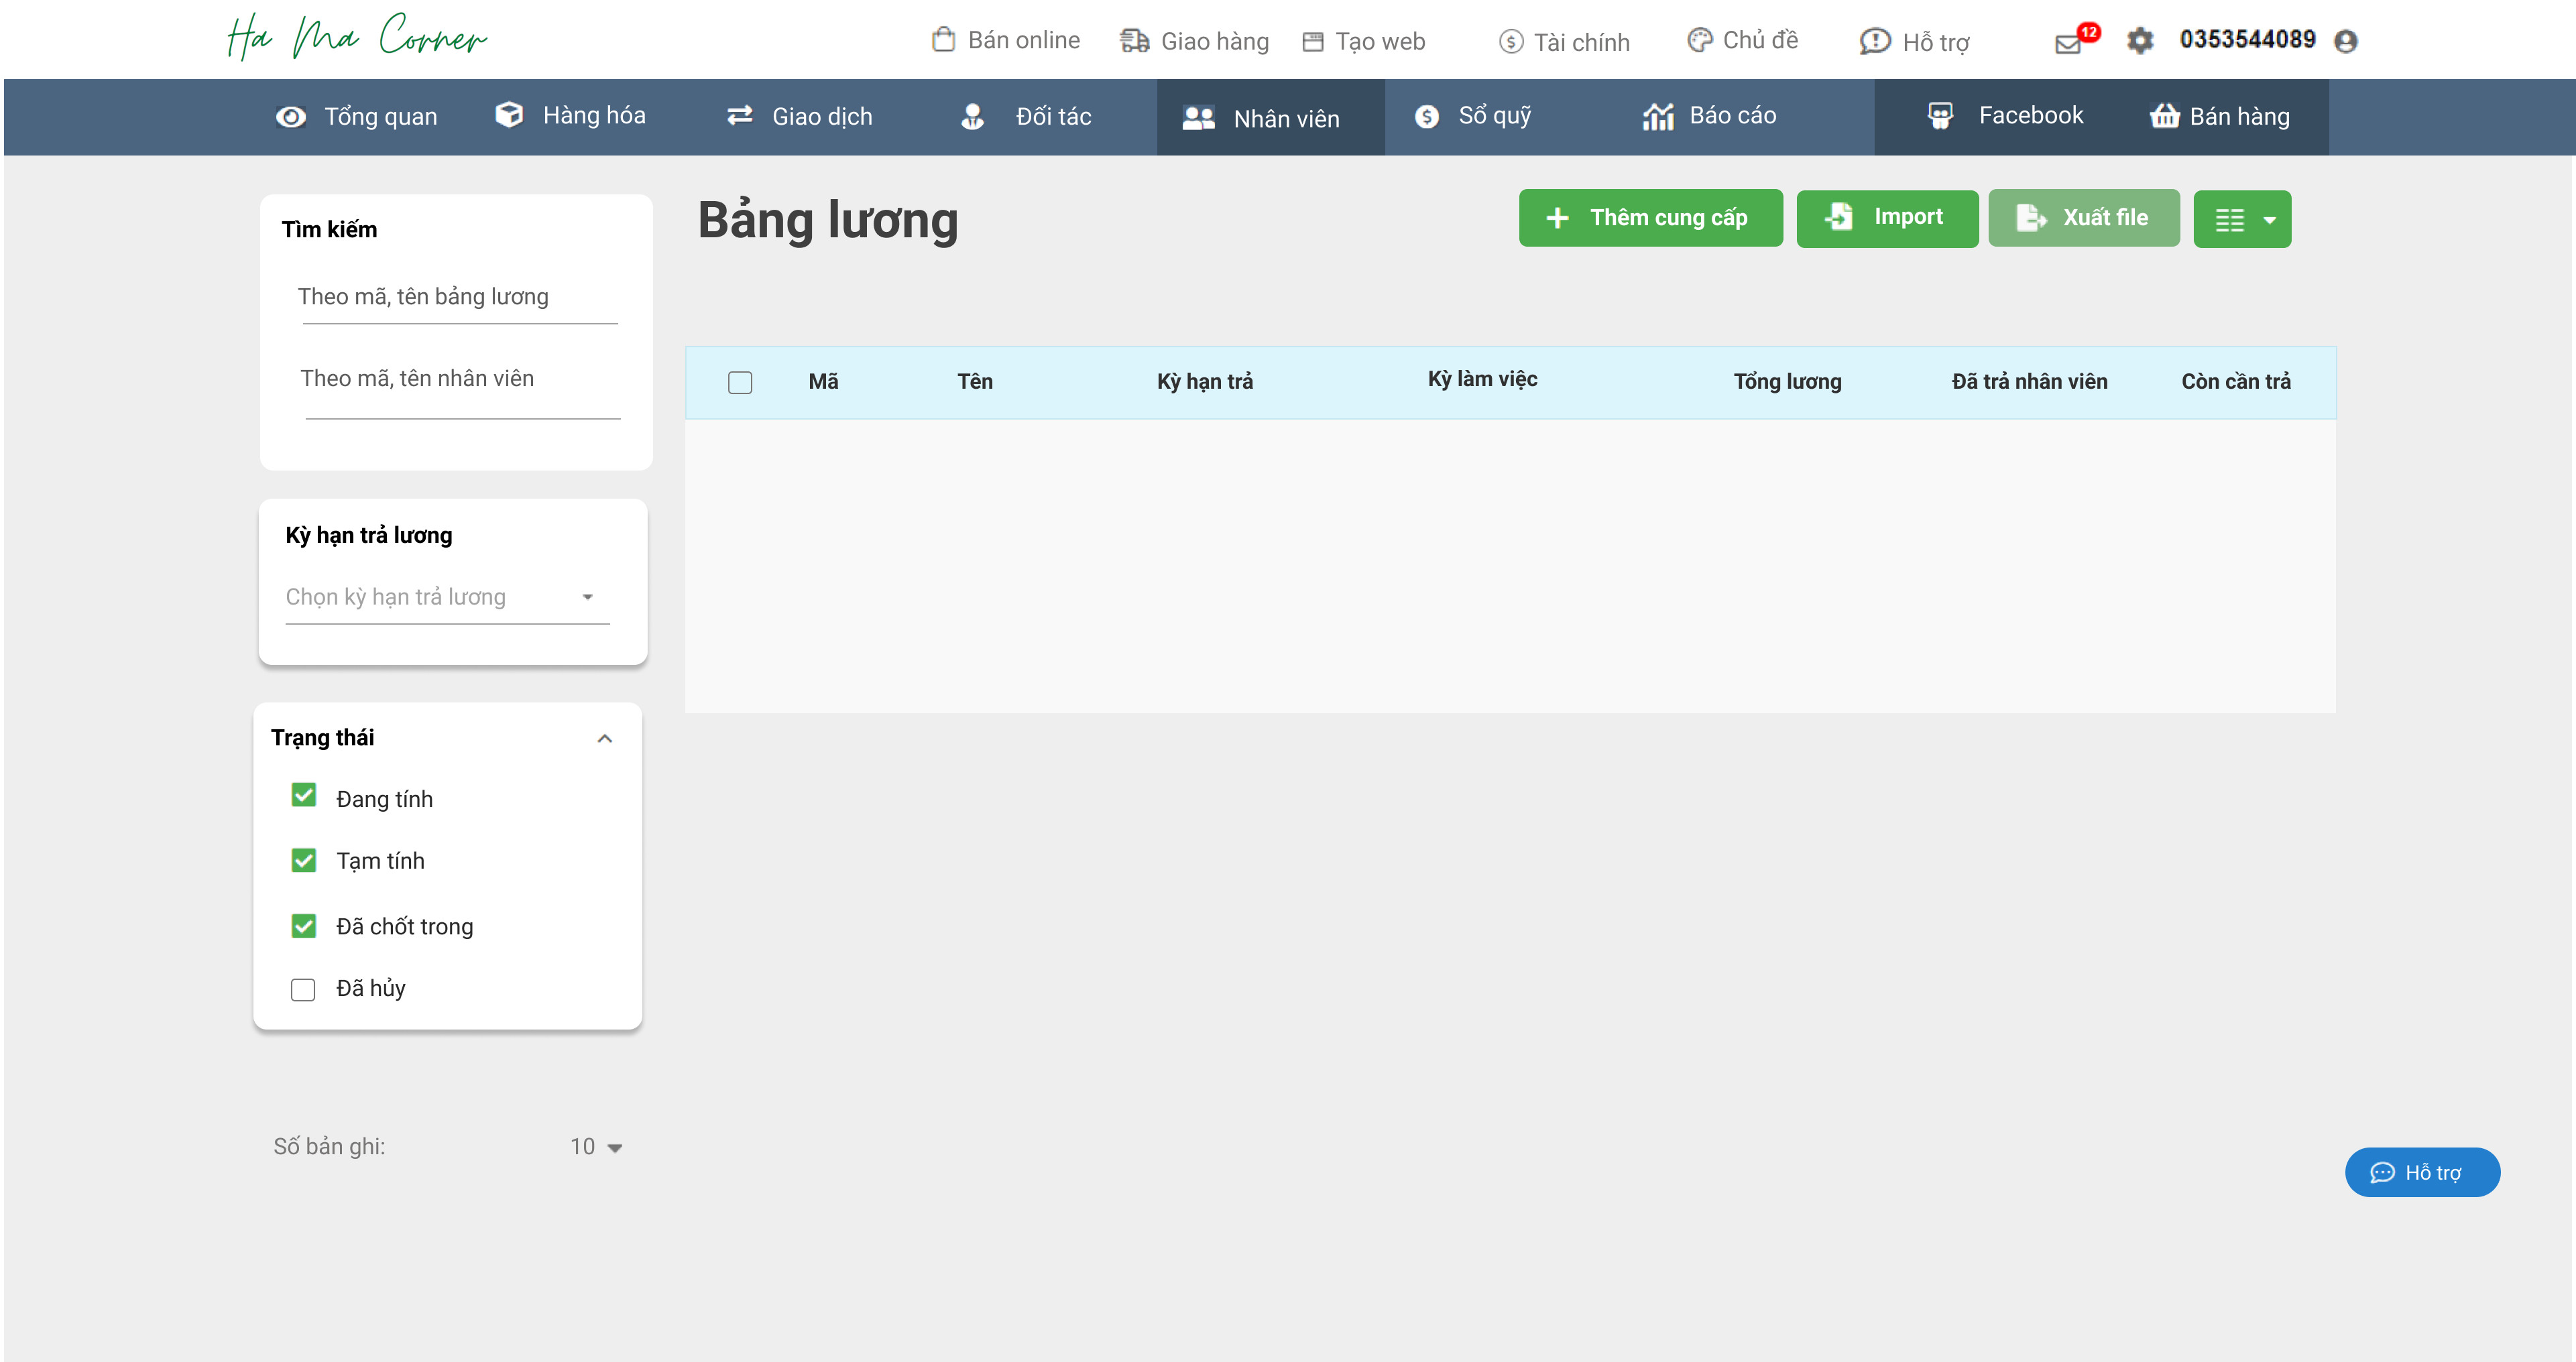 Ha Ma Corner
Bán online Giao hàng Tạo web Tài chính Chủ đề Hỗ trợ 12 0353544089
Tổng quan Hàng hóa Giao dịch Đối tác Nhân viên Sổ quỹ Báo cáo Facebook Bán hàng
Bảng lương
Thêm cung cấp Import Xuất file
Tìm kiếm
Theo mã, tên bảng lương
Theo mã, tên nhân viên
Mã Tên Kỳ hạn trả Kỳ làm việc Tổng lương Đã trả nhân viên Còn cần trả
Kỳ hạn trả lương
Chọn kỳ hạn trả lương
Trạng thái
Đang tính
Tạm tính
Đã chốt trong
Đã hủy
Số bản ghi: 10
Hỗ trợ